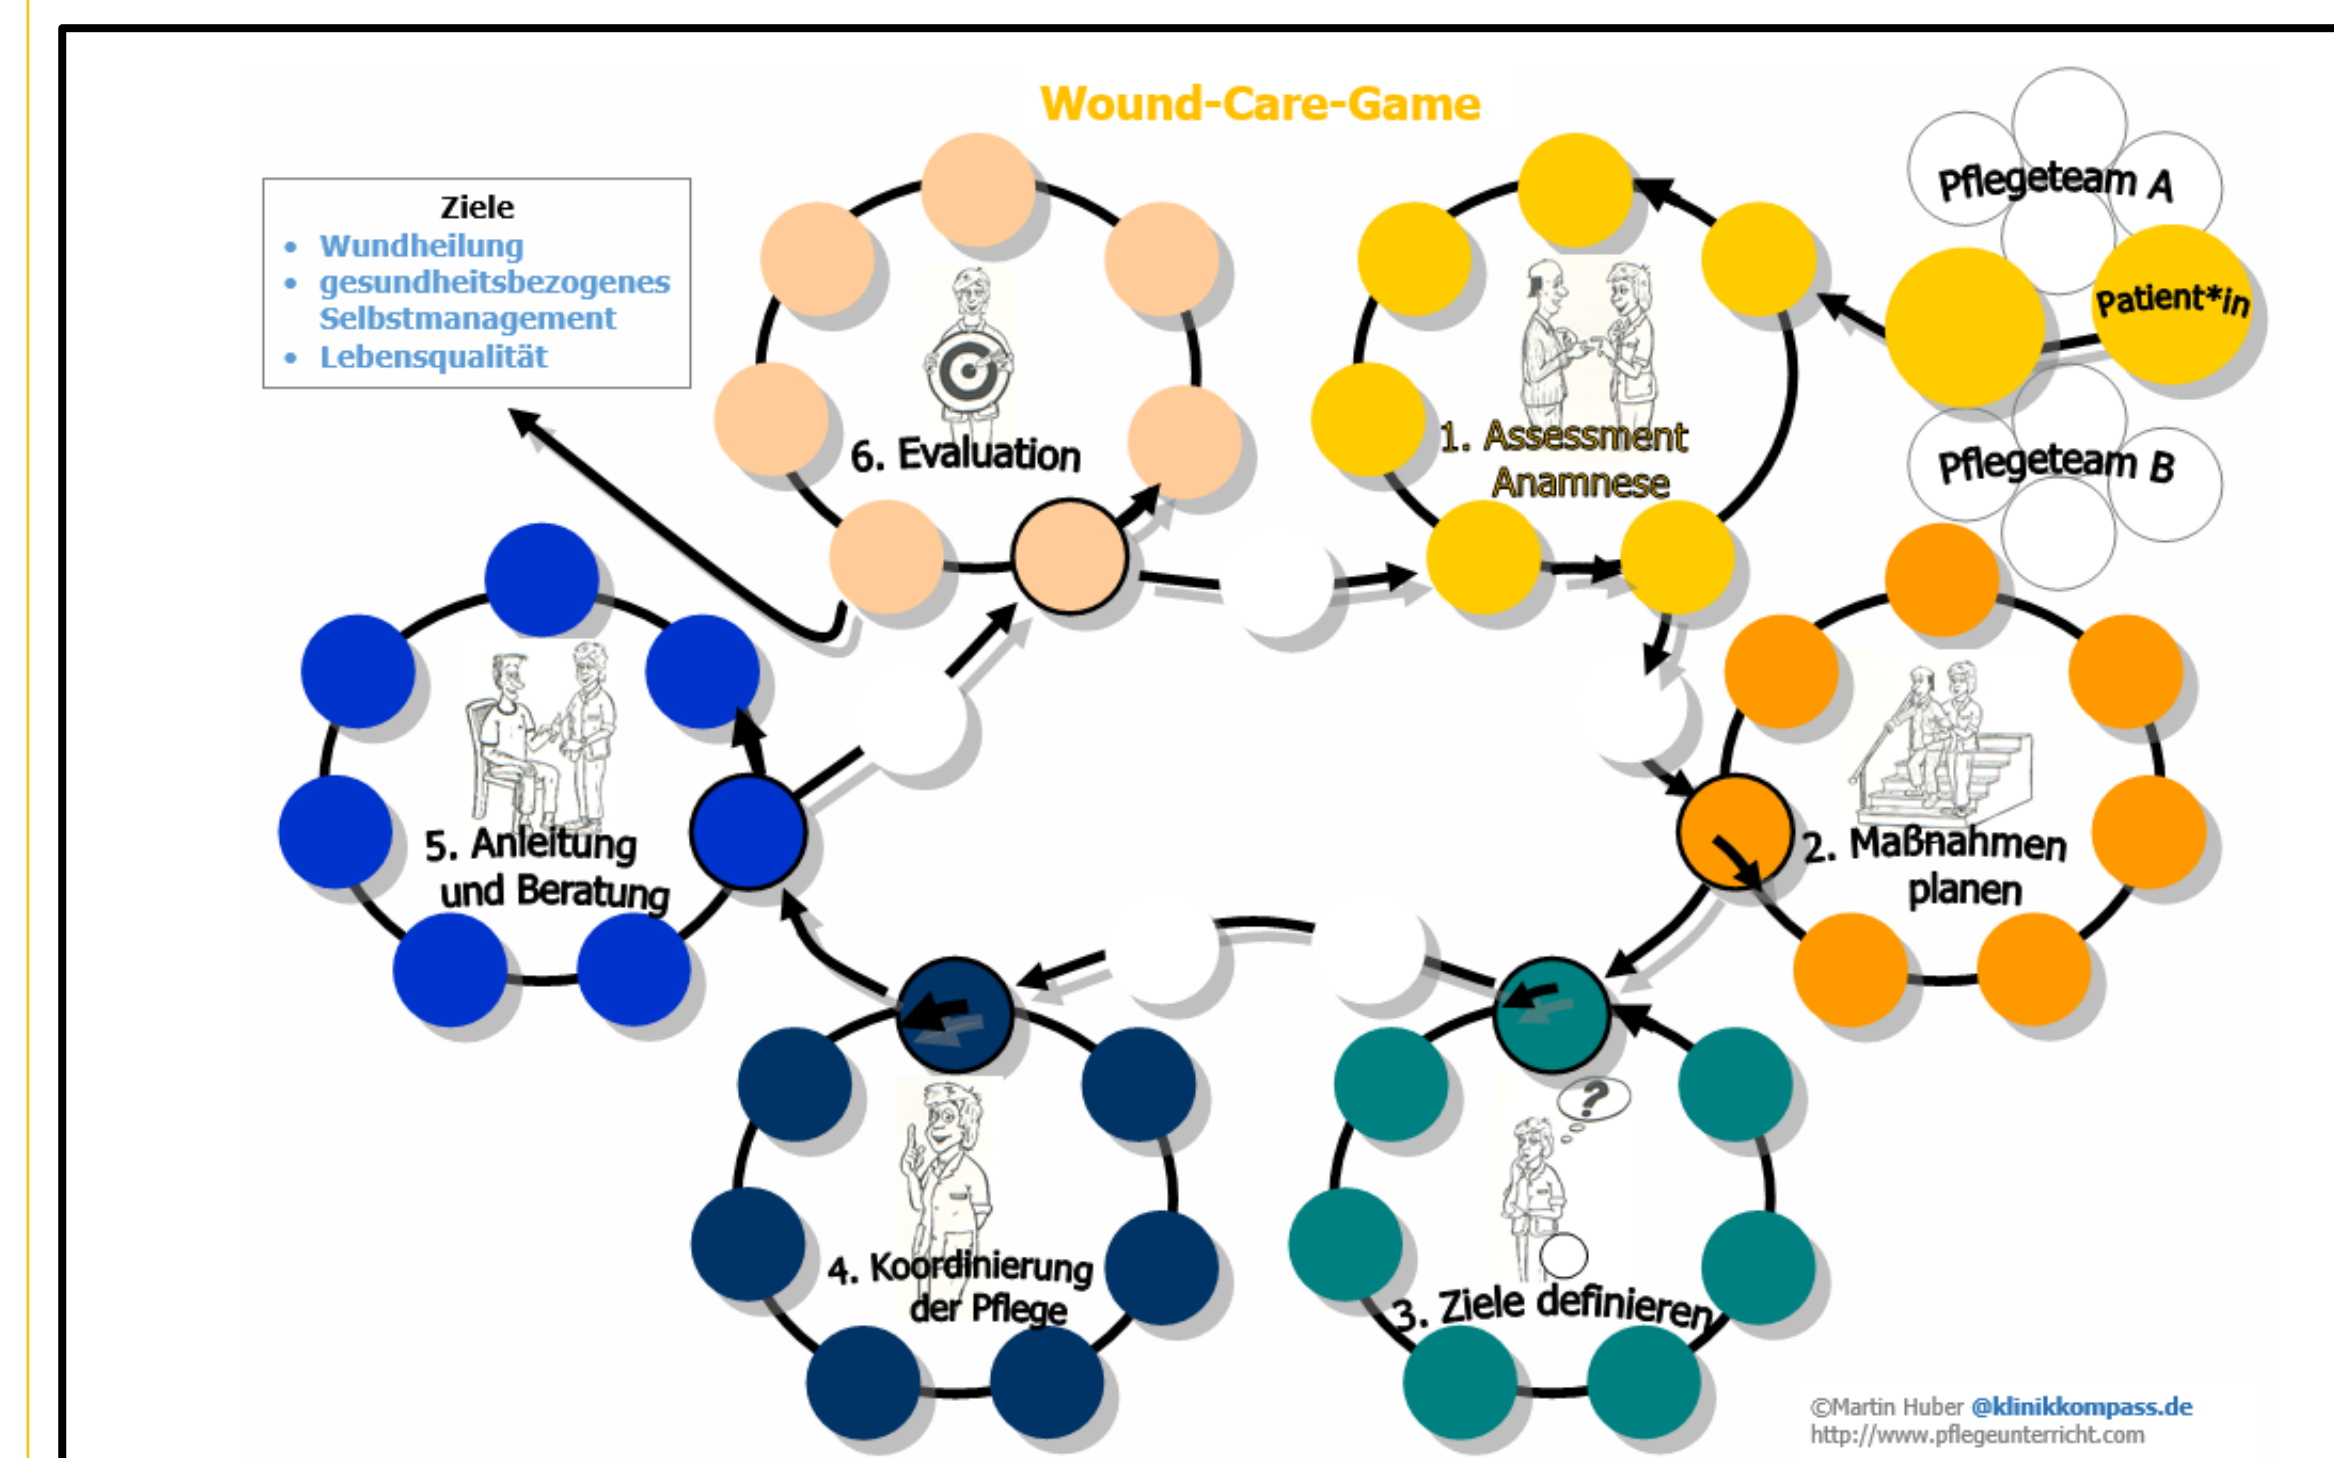 Wound-Care-Game
Ziele
• Wundheilung
• gesundheitsbezogenes
Selbstmanagement
• Lebensqualität
6. Evaluation
1. Assessment
Anamnese
Pflegeteam A
Patient*in
Pflegeteam B
5. Anleitung
und Beratung
2. Maßnahmen
planen
4. Koordinierung
der Pflege
?
3. Ziele definieren
©Martin Huber @klinikkompass.de
http://www.pflegeunterricht.com